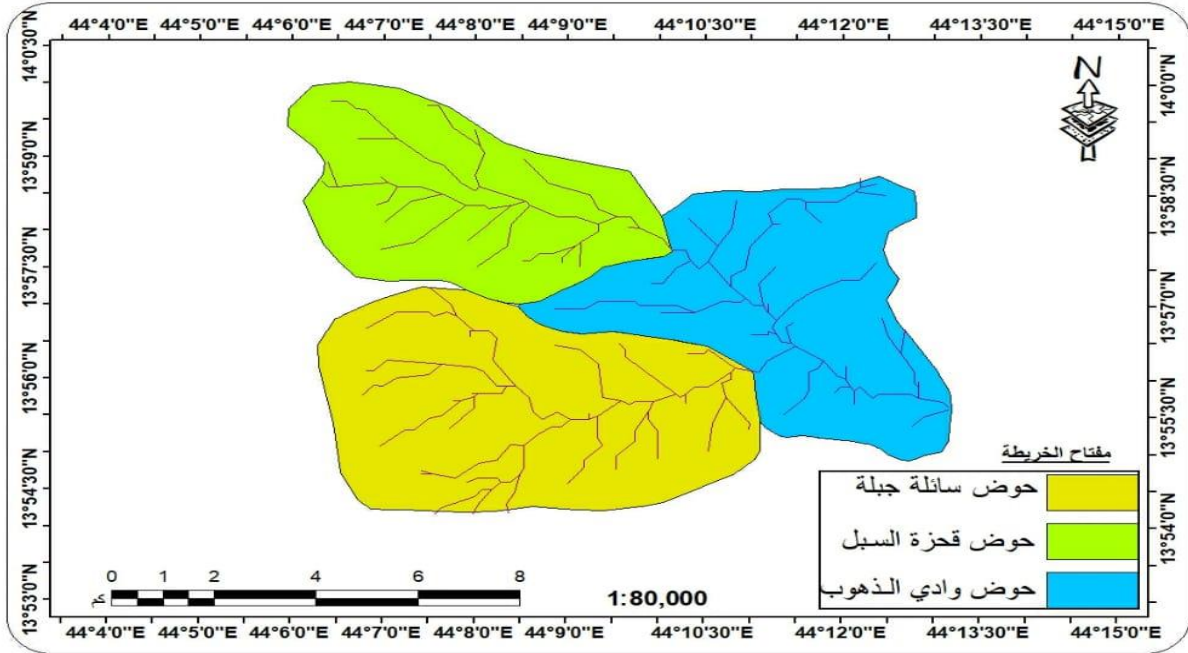 44°4'0"E 44°5'0"E 44°6'0"E 44°7'0"E 44°8'0"E 44°9'0"E 44°10'30"E 44°12'0"E 44°13'30"E 44°15'0"E
14°0'30"N
13°59'0"N
13°57'30"N
13°56'0"N
13°54'30"N
13°53'0"N
N
14°0'0"N
13°58'30"N
13°57'0"N
13°55'30"N
13°54'0"N
مفتاح الخريطة
حوض سائلة جبلة
حوض قحزة السبل
حوض وادي الذهوب
0 1 2 4 6 8
كم
1:80,000
44°4'0"E 44°5'0"E 44°6'0"E 44°7'0"E 44°8'0"E 44°9'0"E 44°10'30"E 44°12'0"E 44°13'30"E 44°15'0"E